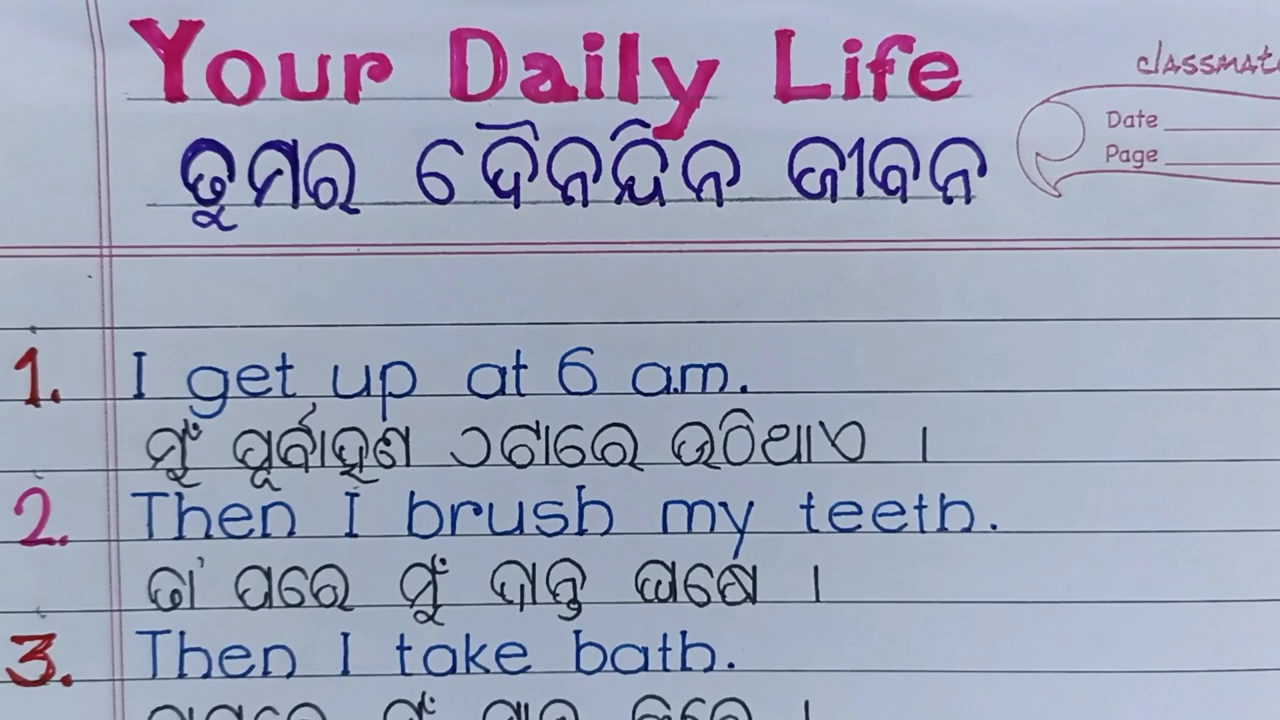 Your Daily Life
ତୁମର ଦୈନନ୍ଦିନ ଜୀବନ
classmate
Date
Page
1. I get up at 6 a.m.
ମୁଁ ପୂର୍ବାହ୍ଣ ୬ଟାରେ ଉଠିଥାଏ ।
2. Then I brush my teeth.
ତା' ପରେ ମୁଁ ଦାନ୍ତ ଘଷେ ।
3. Then I take bath.